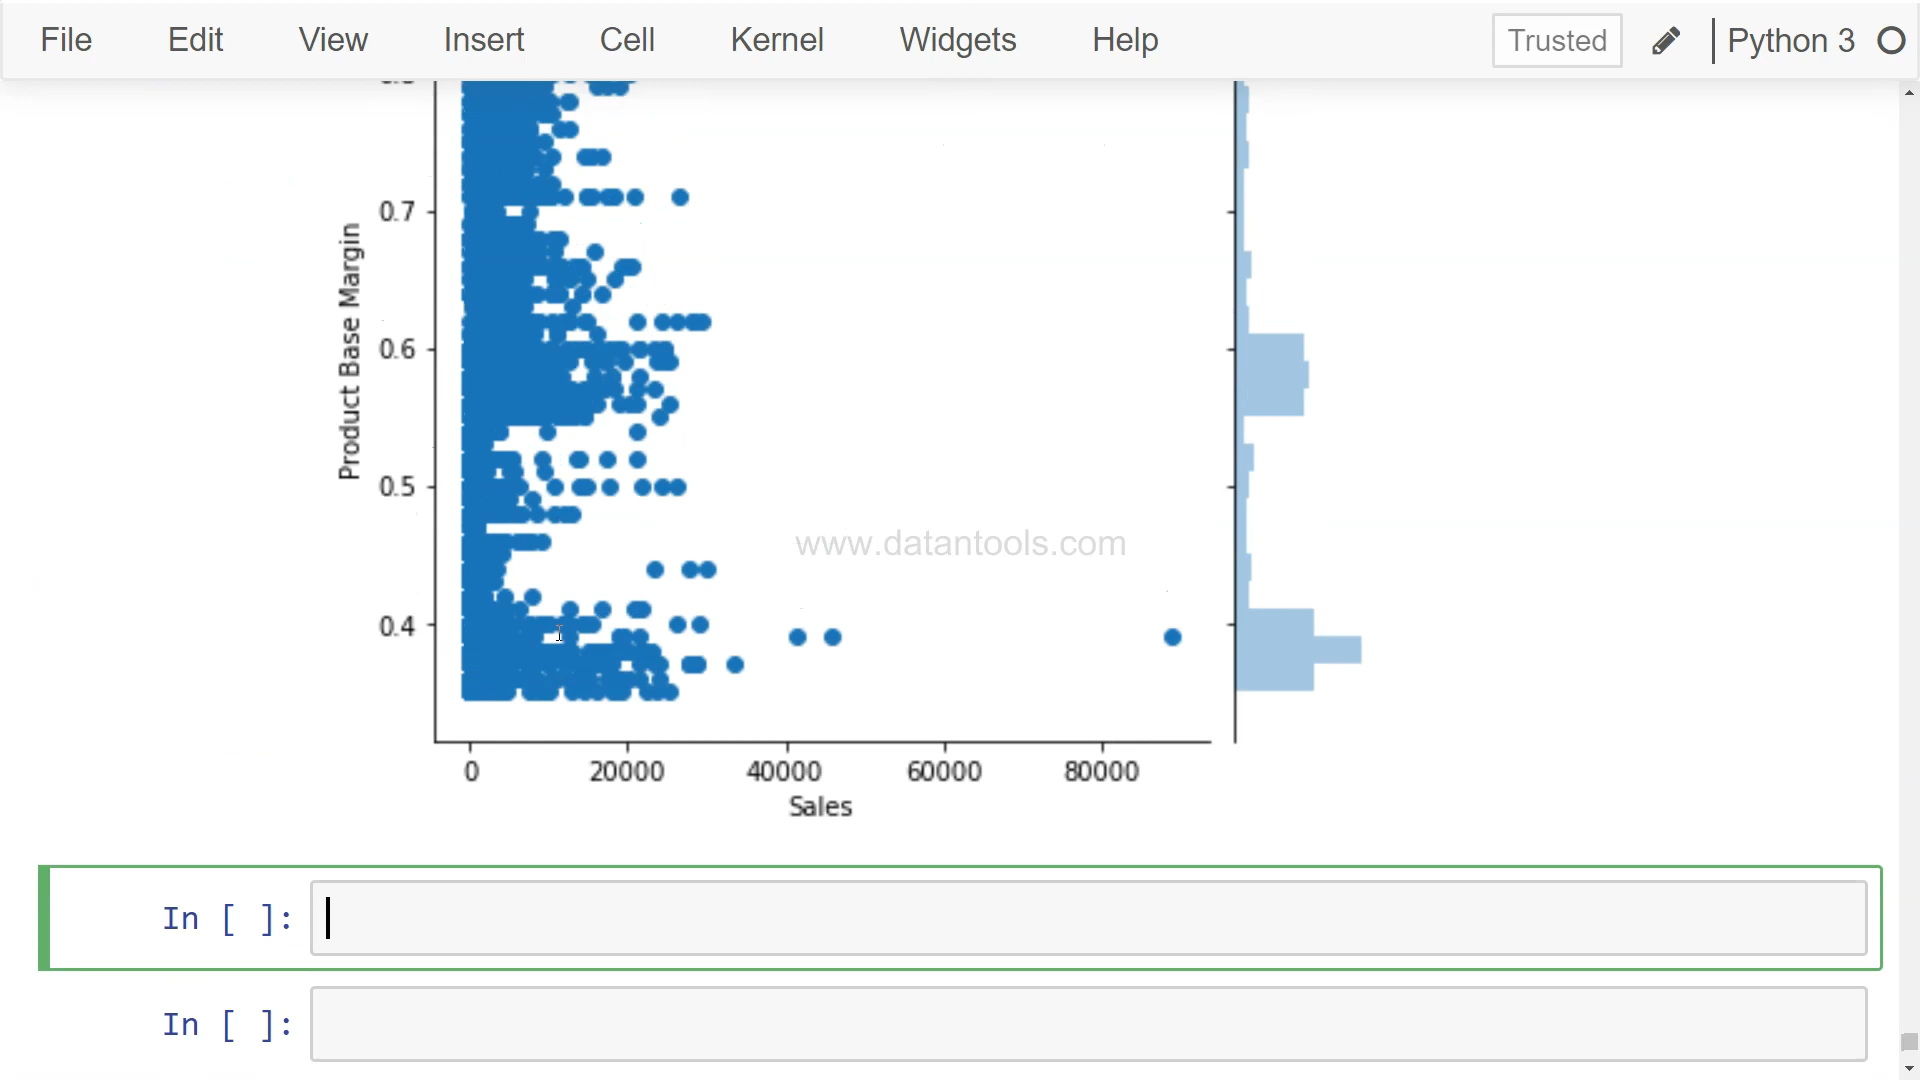 File Edit View Insert Cell Kernel Widgets Help Trusted Python 3
0.7
0.6
0.5
0.4
Product Base Margin
www.datantools.com
0 20000 40000 60000 80000
Sales
In [ ]:
In [ ]: